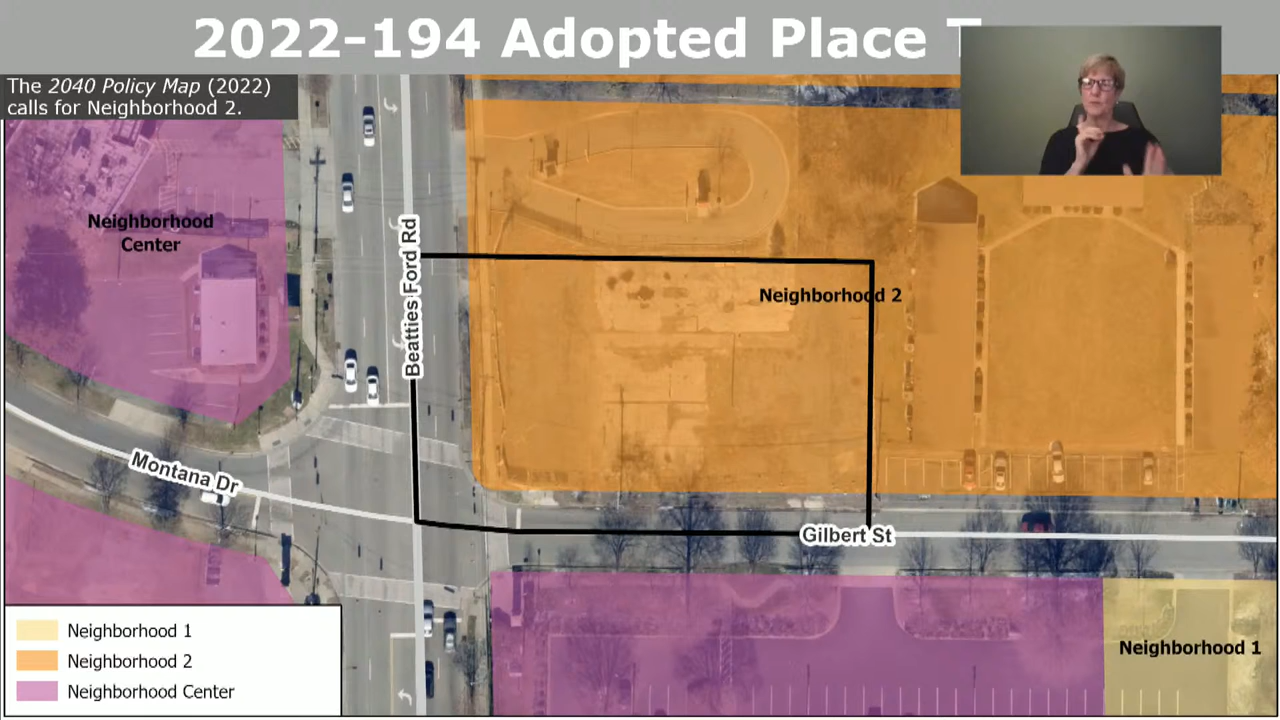 2022-194 Adopted Place
The 2040 Policy Map (2022)
calls for Neighborhood 2.
Neighborhood
Center
Beatties Ford Rd
Neighborhood 2
Montana Dr
Gilbert St
Neighborhood 1
Neighborhood 1
Neighborhood 2
Neighborhood Center